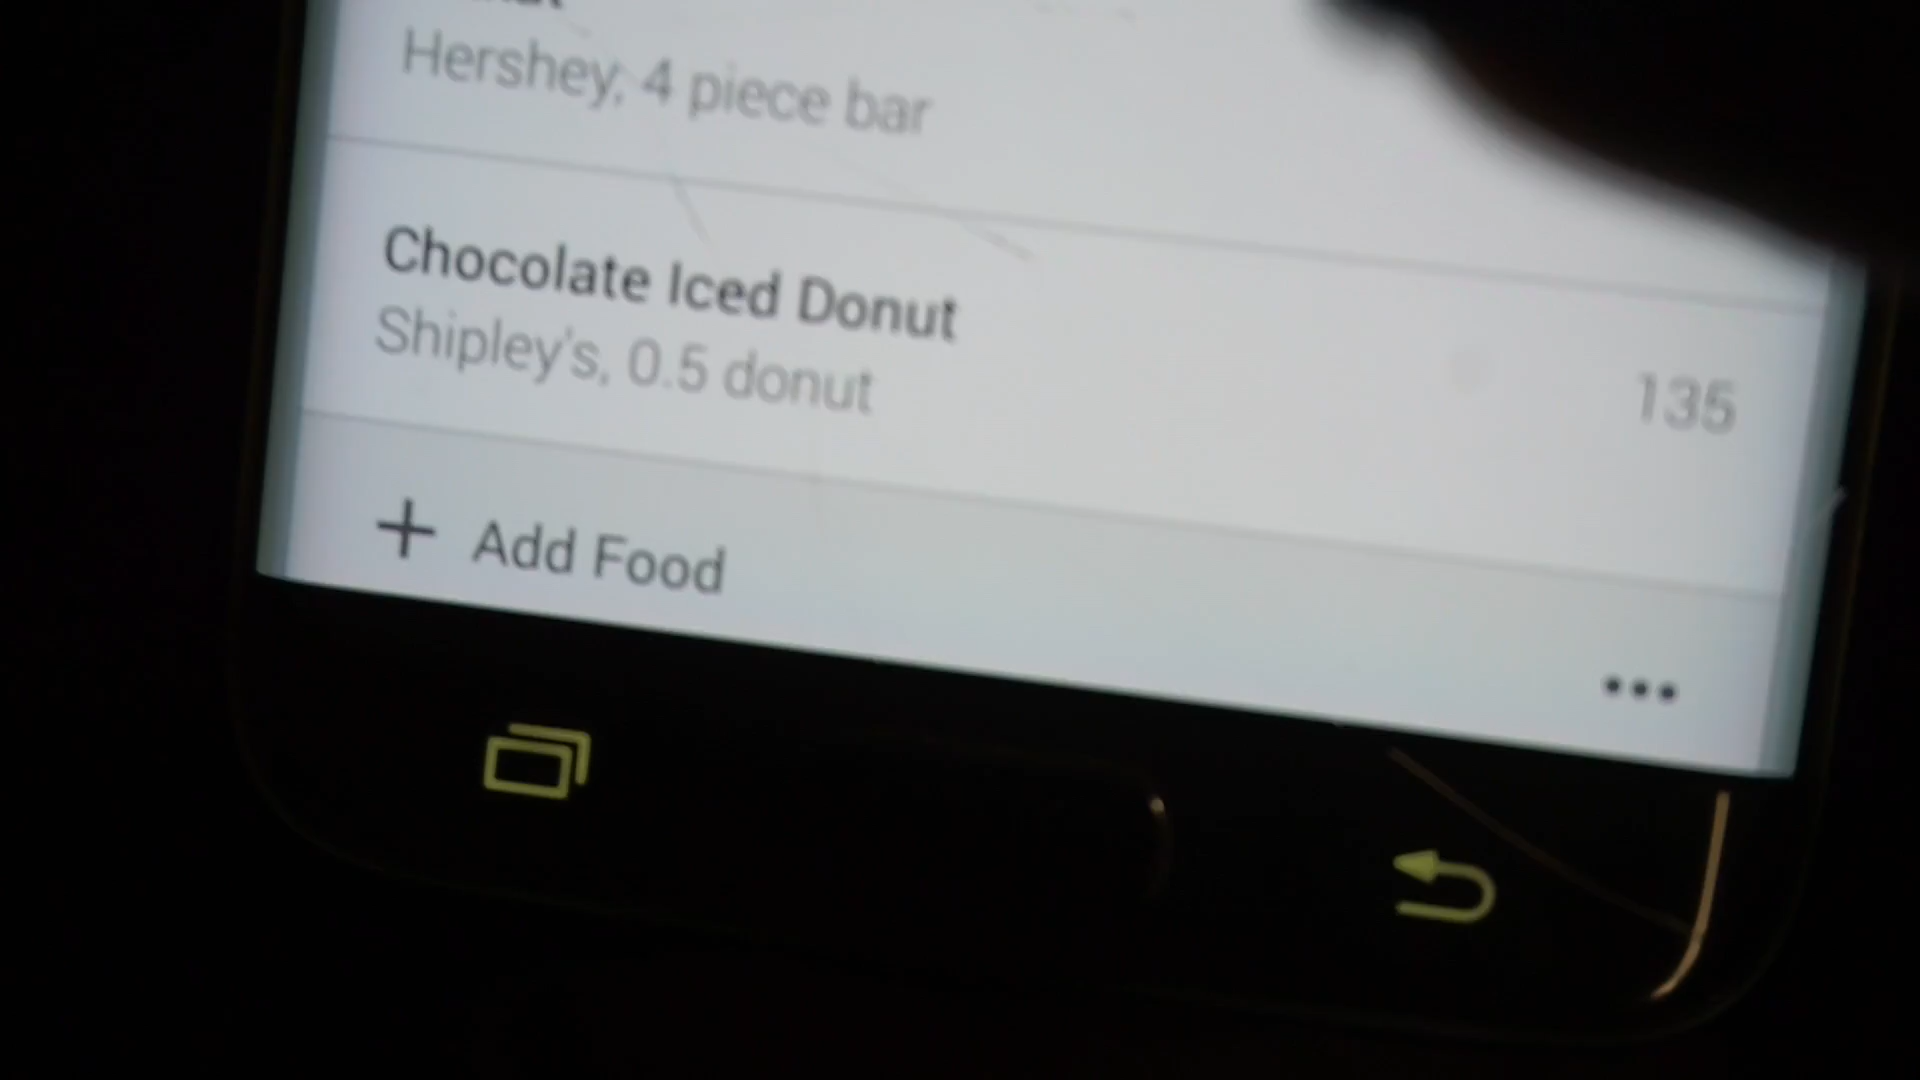 Hershey, 4 piece bar
Chocolate Iced Donut
Shipley's, 0.5 donut
135
+ Add Food
•••